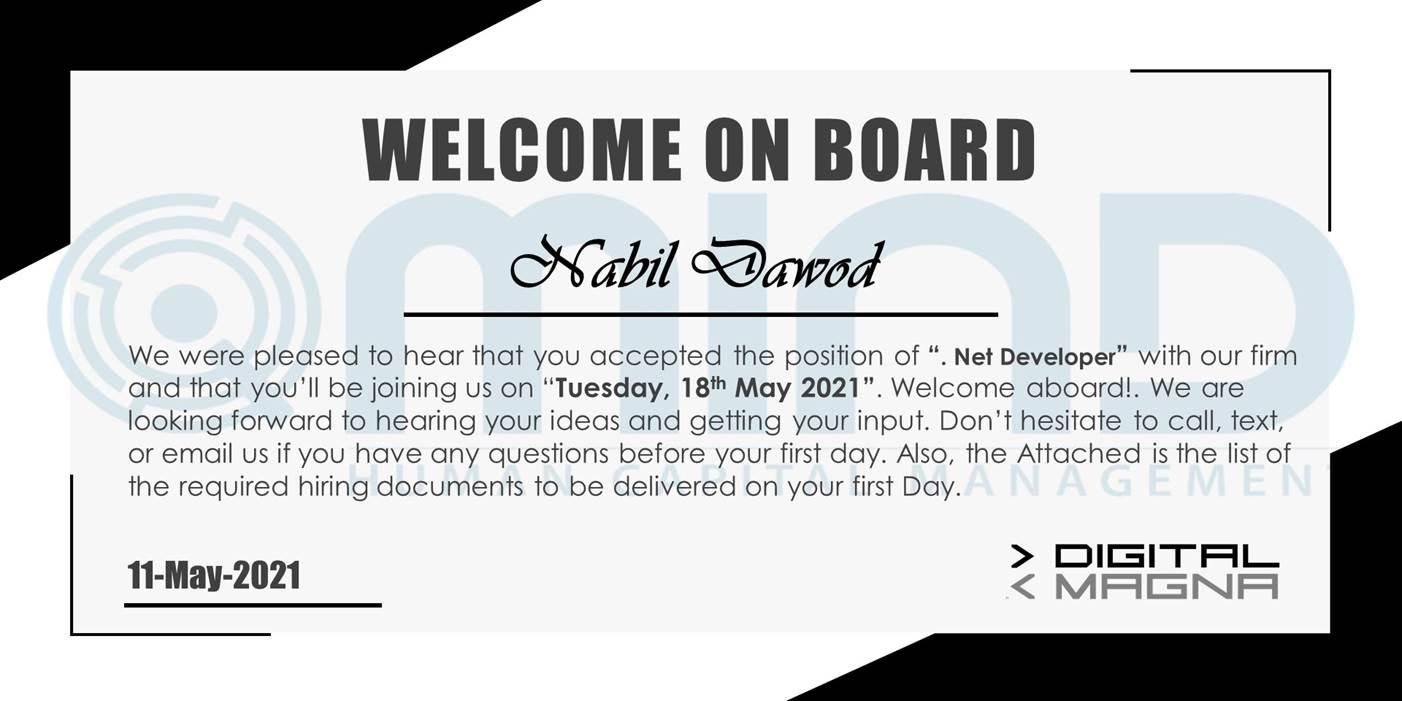 WELCOME ON BOARD
Nabil Dawod
We were pleased to hear that you accepted the position of “. Net Developer” with our firm
and that you’ll be joining us on “Tuesday, 18th May 2021”. Welcome aboard!. We are
looking forward to hearing your ideas and getting your input. Don’t hesitate to call, text,
or email us if you have any questions before your first day. Also, the Attached is the list of
the required hiring documents to be delivered on your first Day.
mIND
HUMAN CAPITAL MANAGEMENT
11-May-2021
> DIGITAL
< MAGNA